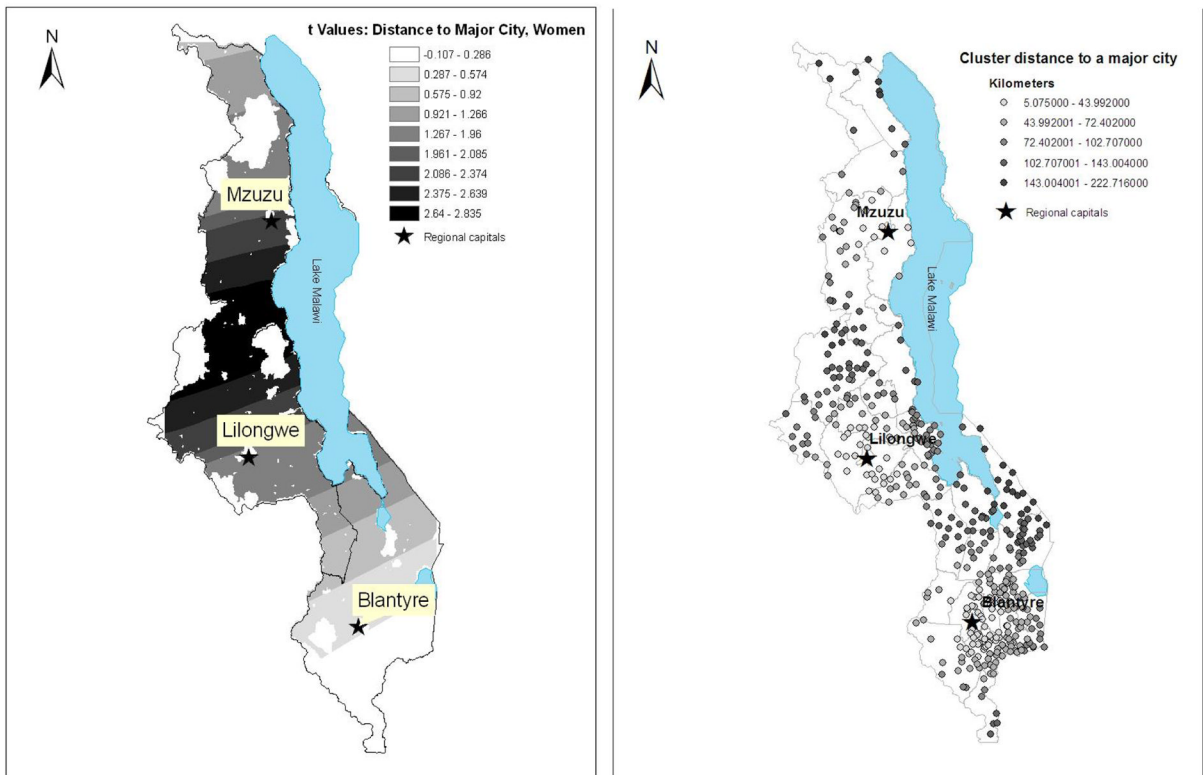 N
t Values: Distance to Major City, Women
-0.107 - 0.286
0.287 - 0.574
0.575 - 0.92
0.921 - 1.266
1.267 - 1.96
1.961 - 2.085
2.086 - 2.374
2.375 - 2.639
2.64 - 2.835
Regional capitals
Mzuzu
Lake Malawi
Lilongwe
Blantyre
N
Cluster distance to a major city
Kilometers
5.075000 - 43.992000
43.992001 - 72.402000
72.402001 - 102.707000
102.707001 - 143.004000
143.004001 - 222.716000
Regional capitals
Mzuzu
Lake Malawi
Lilongwe
Blantyre